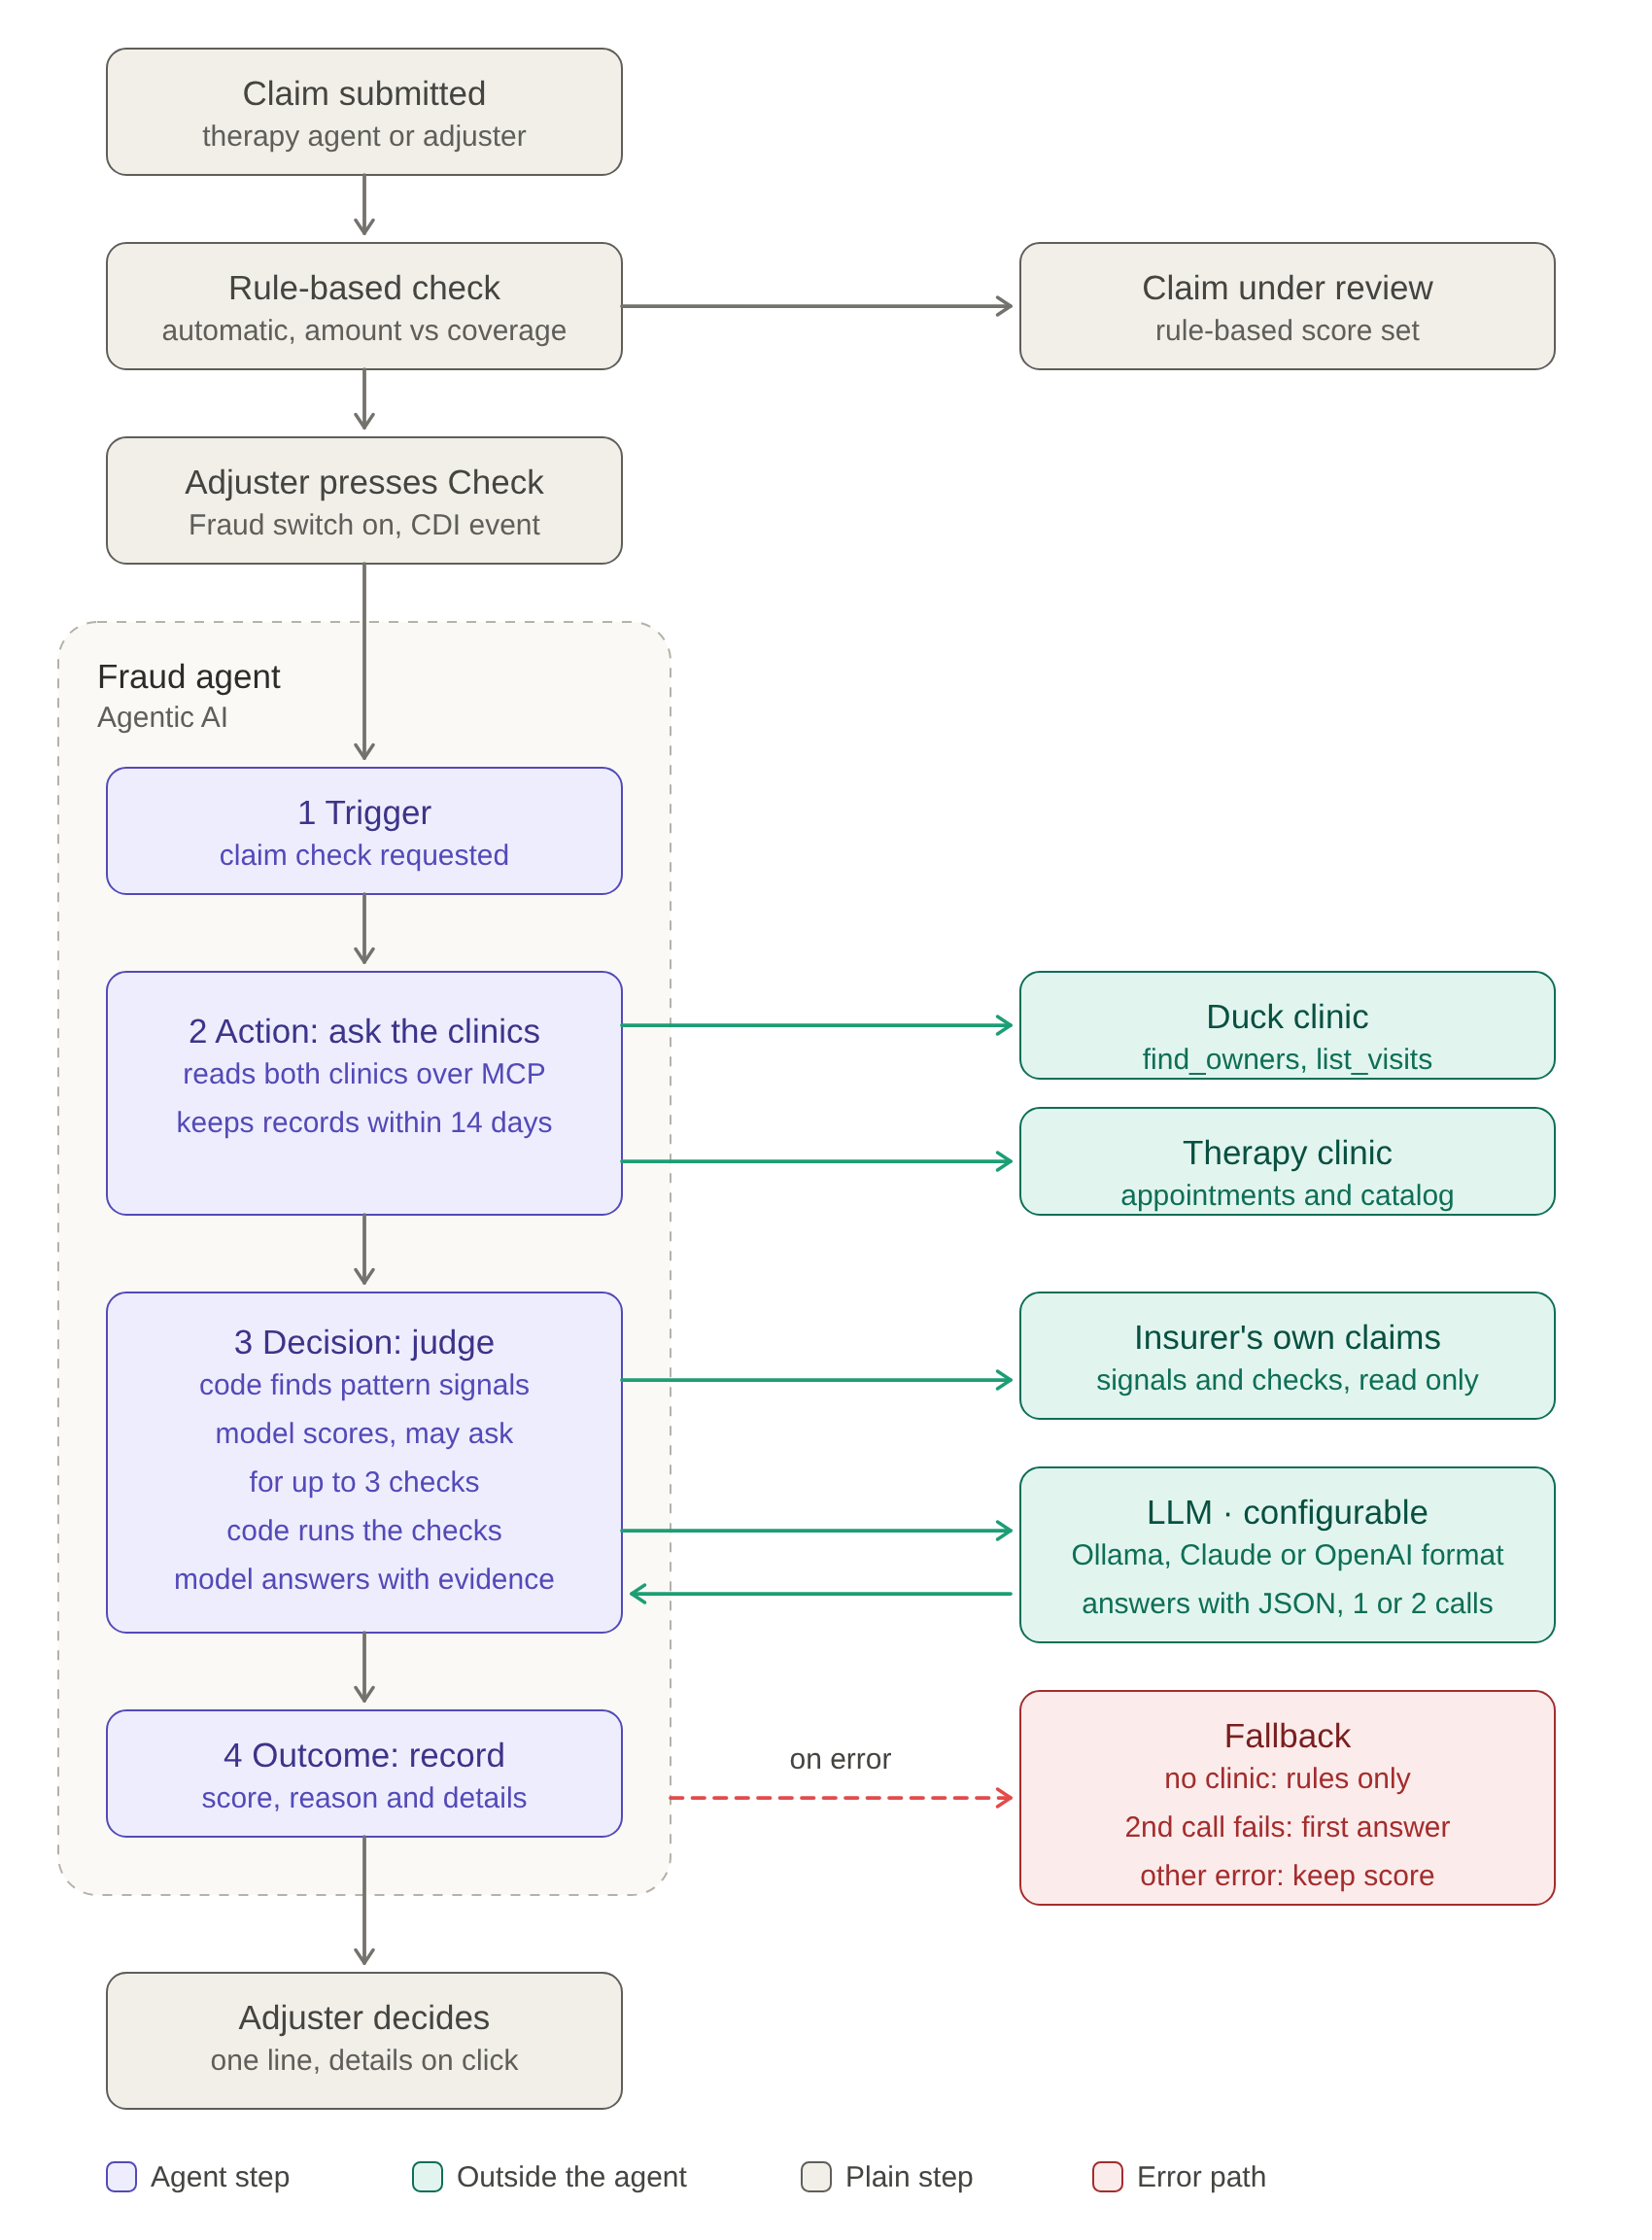 Claim submitted
therapy agent or adjuster
Rule-based check
automatic, amount vs coverage
Claim under review
rule-based score set
Adjuster presses Check
Fraud switch on, CDI event
Fraud agent
Agentic AI
1 Trigger
claim check requested
2 Action: ask the clinics
reads both clinics over MCP
keeps records within 14 days
Duck clinic
find_owners, list_visits
Therapy clinic
appointments and catalog
3 Decision: judge
code finds pattern signals
model scores, may ask
for up to 3 checks
code runs the checks
model answers with evidence
Insurer's own claims
signals and checks, read only
LLM · configurable
Ollama, Claude or OpenAI format
answers with JSON, 1 or 2 calls
4 Outcome: record
score, reason and details
on error
Fallback
no clinic: rules only
2nd call fails: first answer
other error: keep score
Adjuster decides
one line, details on click
Agent step
Outside the agent
Plain step
Error path